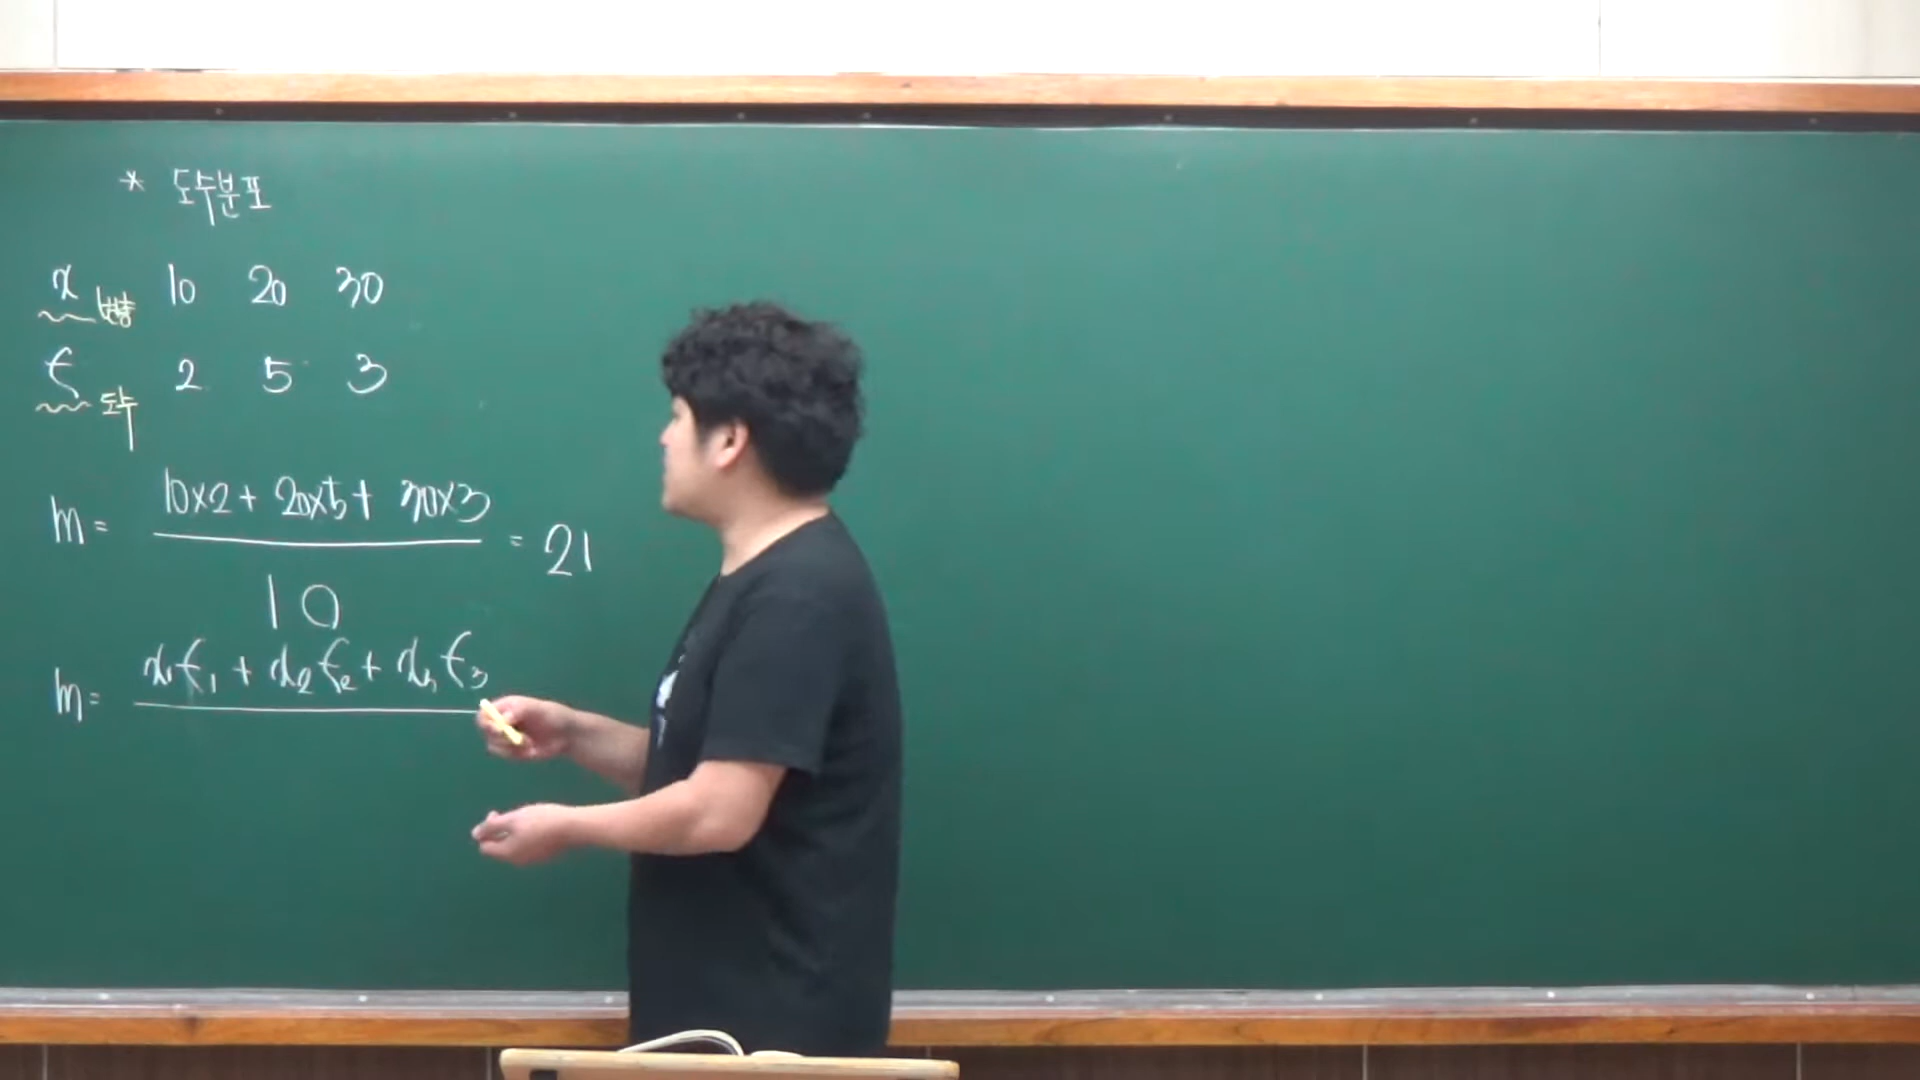 * 도수분포
x 변량 10 20 30
f 도수 2 5 3
m = 10×2 + 20×5 + 30×3 = 21
10
m = x₁f₁ + x₂f₂ + x₃f₃